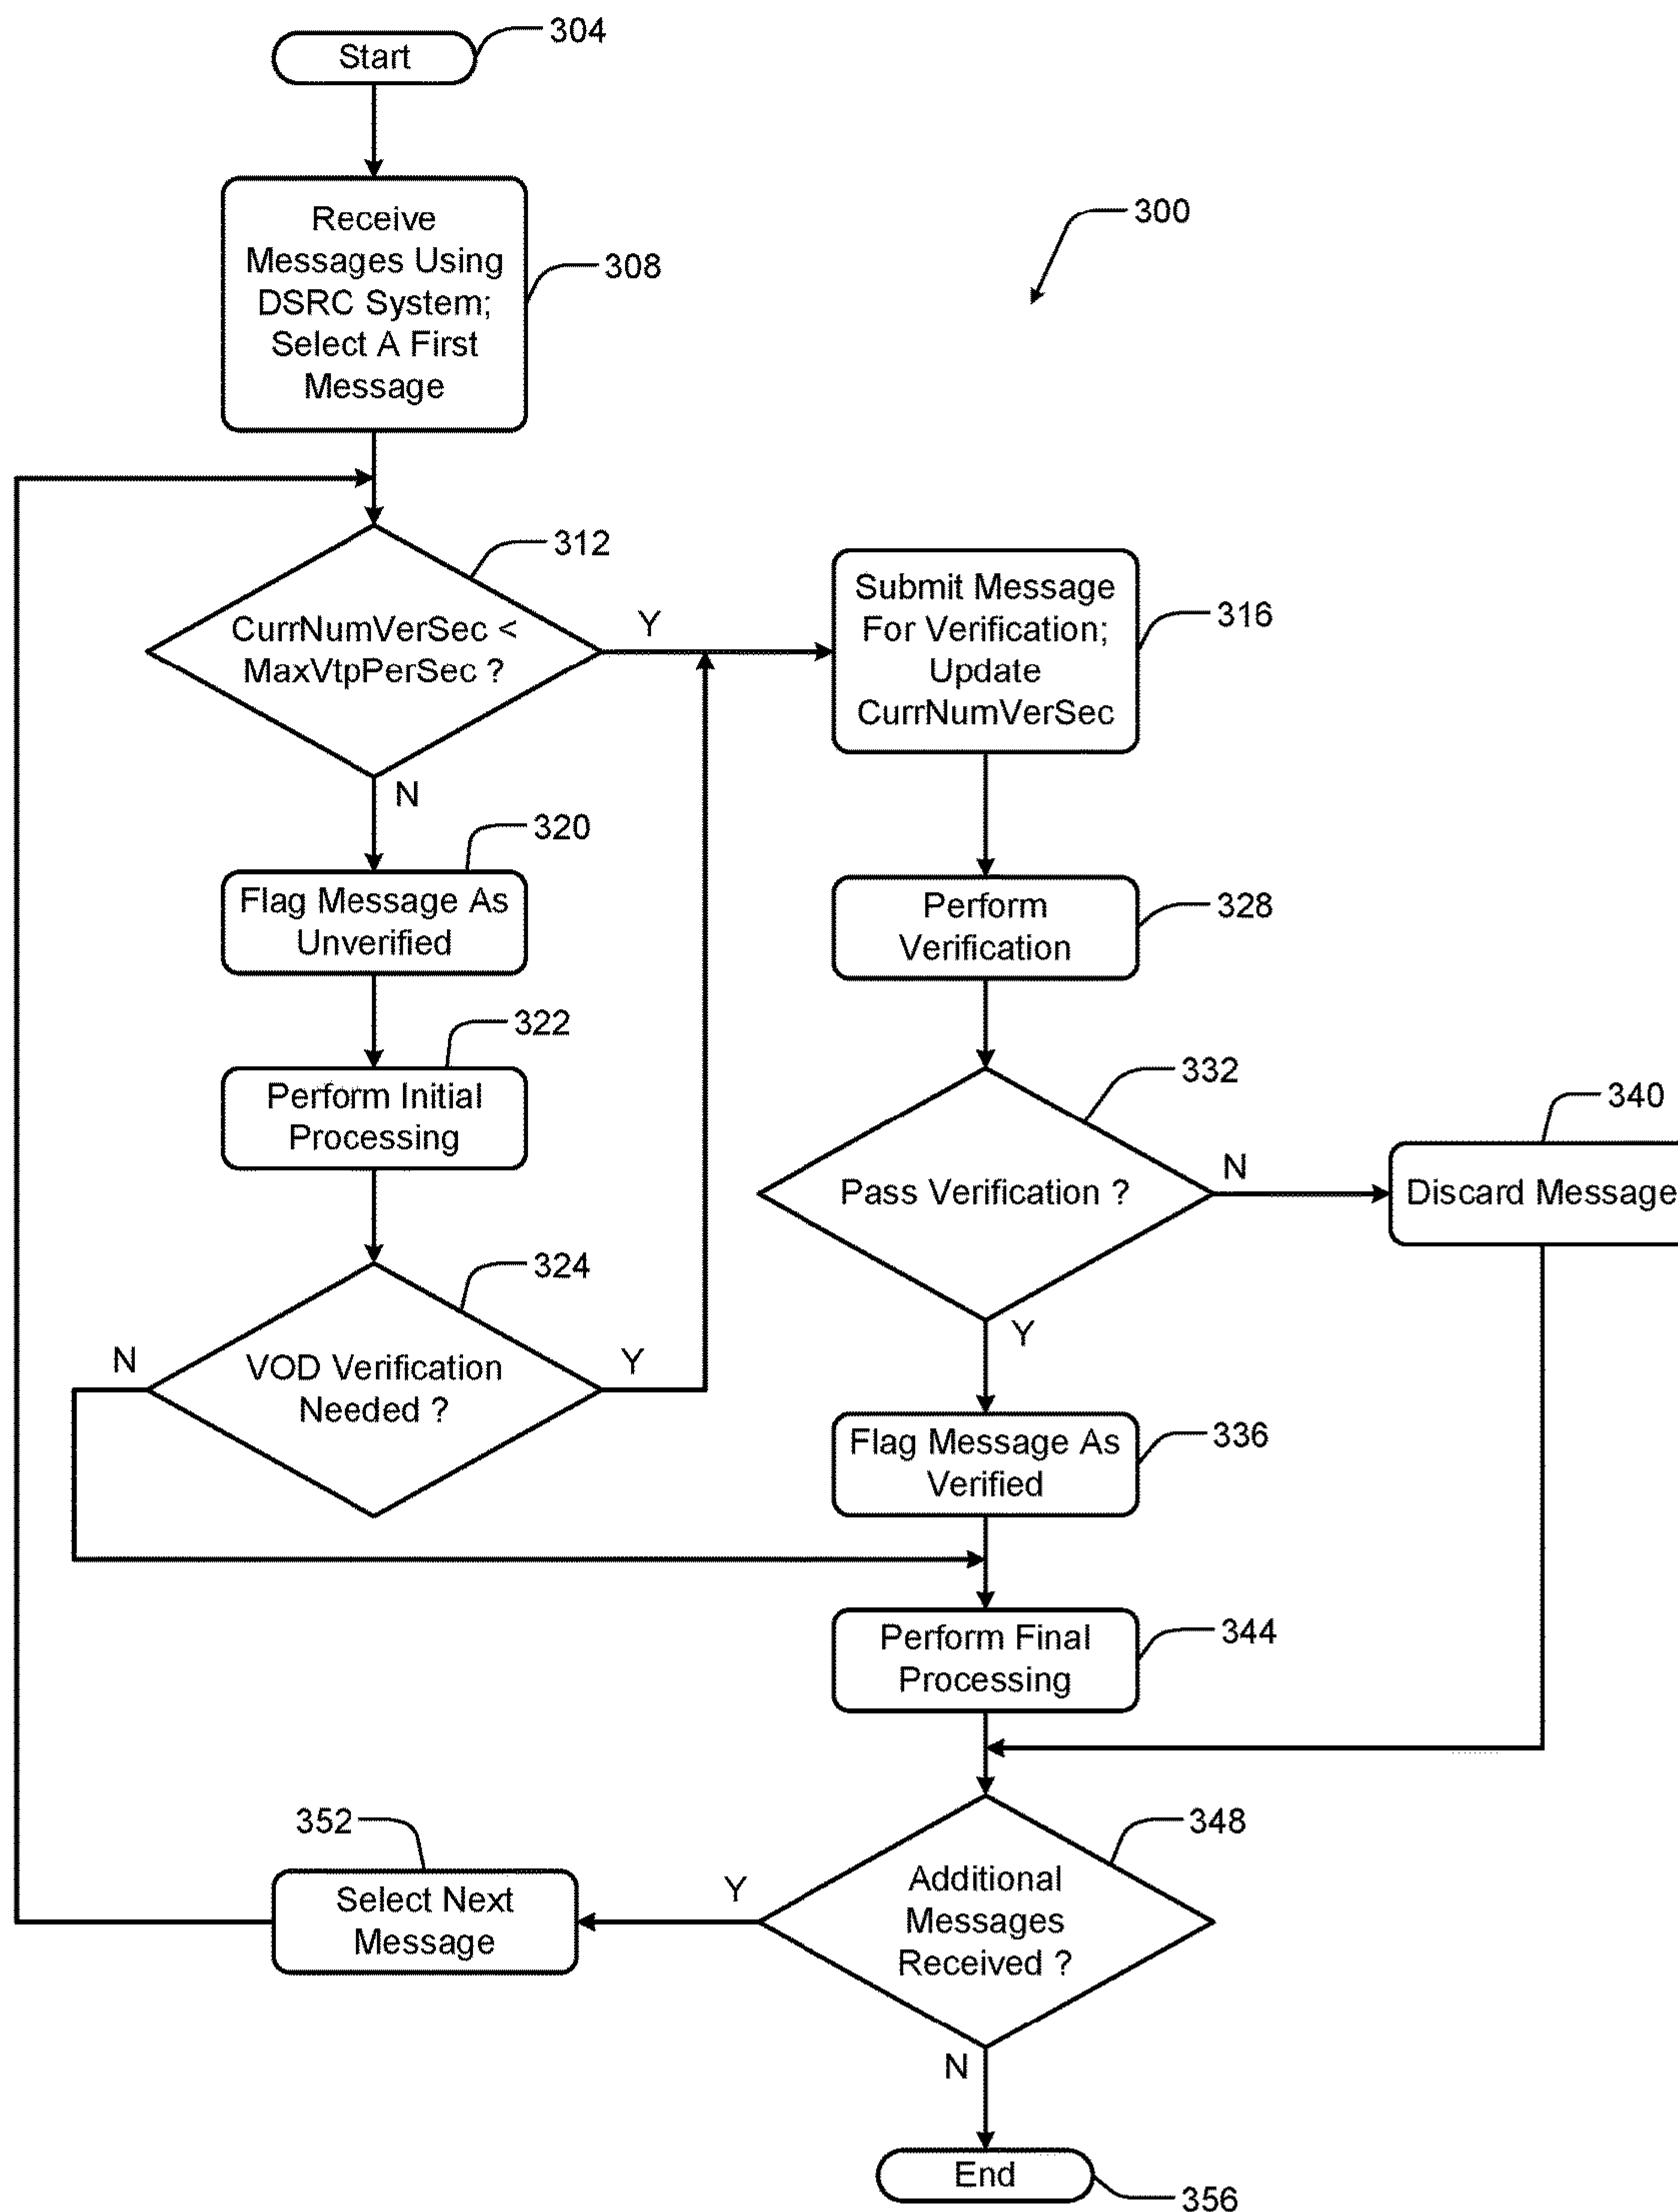 Start
304
Receive
Messages Using
DSRC System;
Select A First
Message
308
300
CurrNumVerSec <
MaxVtpPerSec ?
312
Y
N
Submit Message
For Verification;
Update
CurrNumVerSec
316
Flag Message As
Unverified
320
Perform
Verification
328
Perform Initial
Processing
322
Pass Verification ?
332
N
Y
Discard Message
340
VOD Verification
Needed ?
324
N
Y
Flag Message As
Verified
336
Perform Final
Processing
344
Additional
Messages
Received ?
348
Y
N
Select Next
Message
352
End
356